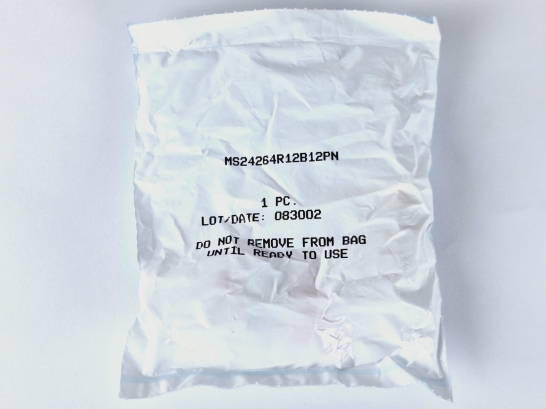 MS24264R12B12PN
1 PC.
LOT/DATE: 083002
DO NOT REMOVE FROM BAG
UNTIL READY TO USE